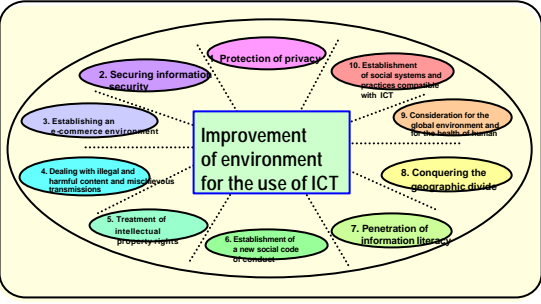 1. Protection of privacy
2. Securing information
security
3. Establishing an
e-commerce environment
4. Dealing with illegal and
harmful content and mischievous
transmissions
5. Treatment of
intellectual
property rights
6. Establishment of
a new social code
of conduct
7. Penetration of
information literacy
8. Conquering the
geographic divide
9. Consideration for the
global environment and
for the health of human
10. Establishment
of social systems and
practices compatible
with ICT
Improvement
of environment
for the use of ICT